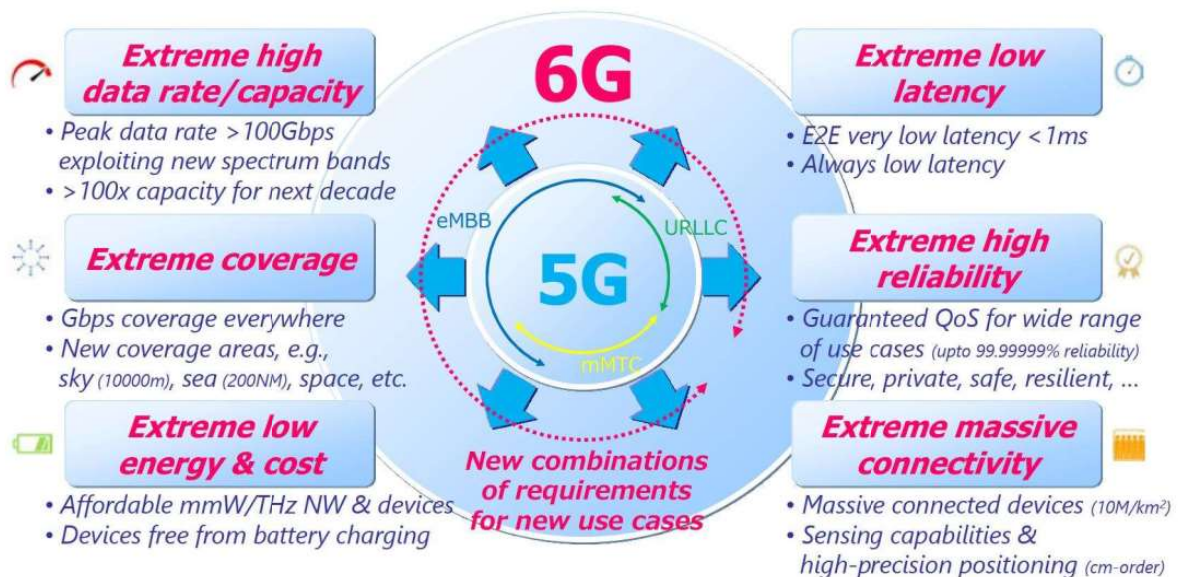 Extreme high
data rate/capacity
• Peak data rate >100Gbps
exploiting new spectrum bands
• >100x capacity for next decade
Extreme coverage
• Gbps coverage everywhere
• New coverage areas, e.g.,
sky (10000m), sea (200NM), space, etc.
Extreme low
energy & cost
• Affordable mmW/THz NW & devices
• Devices free from battery charging
6G
eMBB
URLLC
5G
mMTC
New combinations
of requirements
for new use cases
Extreme low
latency
• E2E very low latency <1ms
• Always low latency
Extreme high
reliability
• Guaranteed QoS for wide range
of use cases (upto 99.99999% reliability)
• Secure, private, safe, resilient, ...
Extreme massive
connectivity
• Massive connected devices (10M/km²)
• Sensing capabilities &
high-precision positioning (cm-order)